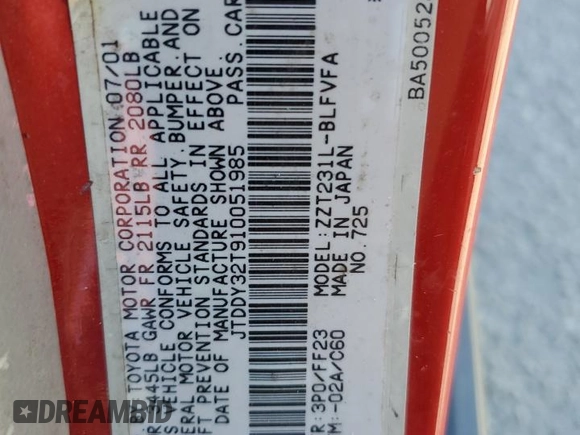 TOYOTA MOTOR CORPORATION 07/01
445LB GAWR FR 2115LB RR 2080LB
VEHICLE CONFORMS TO ALL APPLICABLE
ERAL MOTOR VEHICLE SAFETY, BUMPER, AND
FT PREVENTION STANDARDS IN EFFECT ON
DATE OF MANUFACTURE SHOWN ABOVE.
JTDDY32T910051985 PASS.CAR
R:3P0/FF23 MODEL:ZZT231L-BLFVFA
M:-02A/C60 MADE IN JAPAN
NO.725
BA50052
DREAMBID